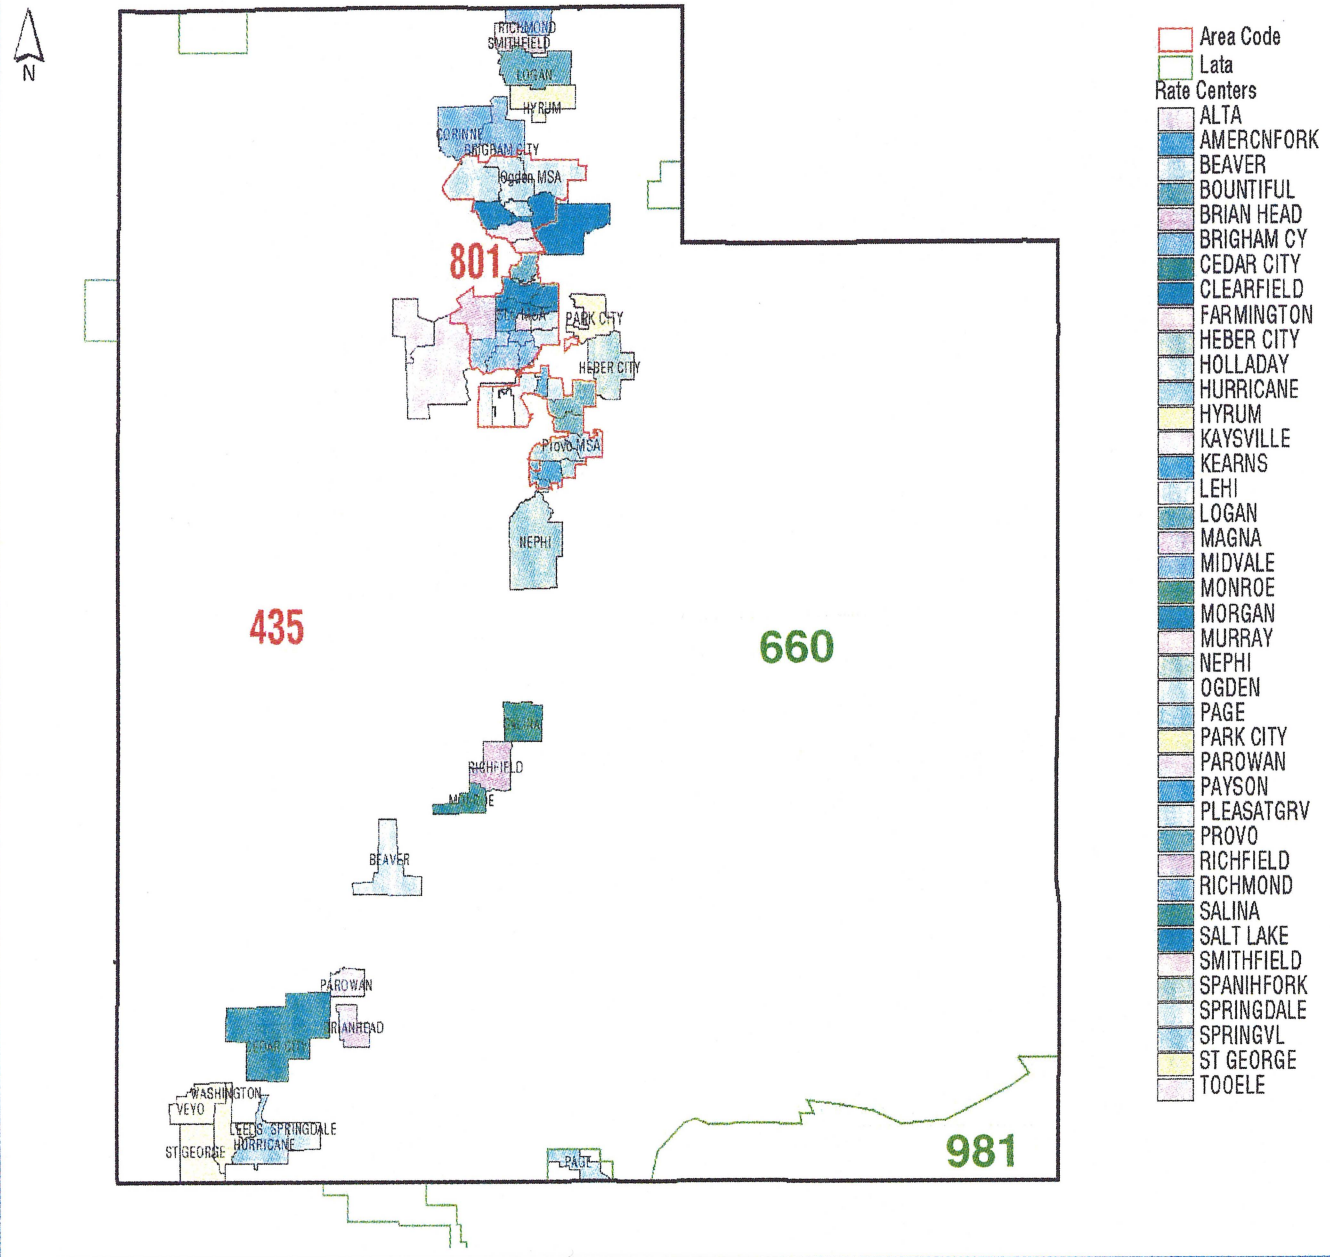 N
RICHMOND
SMITHFIELD
LOGAN
HYRUM
CORINNE
BRIGHAM CITY
Ogden MSA
801
PARK CITY
HEBER CITY
Provo MSA
NEPHI
435
660
RICHFIELD
BEAVER
PAROWAN
CEDAR CITY
WASHINGTON
VEYO
LEEDS SPRINGDALE
HURRICANE
ST GEORGE
PAGE
981
Area Code
Lata
Rate Centers
ALTA
AMERCNFORK
BEAVER
BOUNTIFUL
BRIAN HEAD
BRIGHAM CY
CEDAR CITY
CLEARFIELD
FARMINGTON
HEBER CITY
HOLLADAY
HURRICANE
HYRUM
KAYSVILLE
KEARNS
LEHI
LOGAN
MAGNA
MIDVALE
MONROE
MORGAN
MURRAY
NEPHI
OGDEN
PAGE
PARK CITY
PAROWAN
PAYSON
PLEASATGRV
PROVO
RICHFIELD
RICHMOND
SALINA
SALT LAKE
SMITHFIELD
SPANIHFORK
SPRINGDALE
SPRINGVL
ST GEORGE
TOOELE